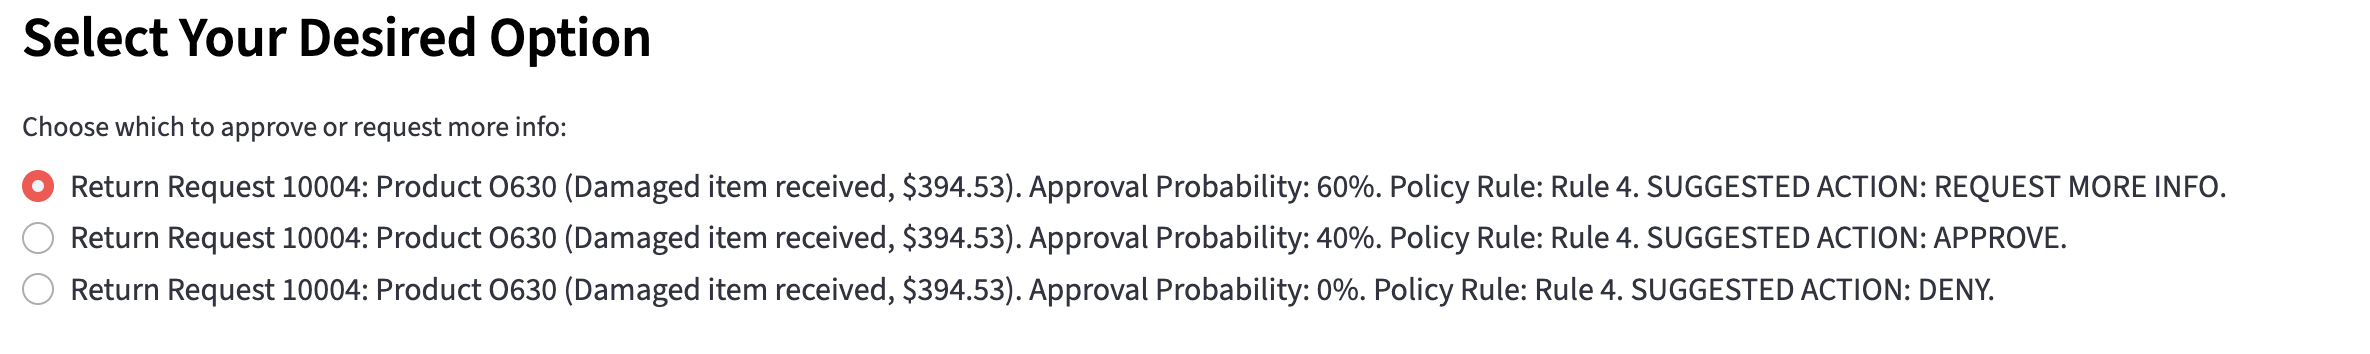 Select Your Desired Option
Choose which to approve or request more info:
Return Request 10004: Product O630 (Damaged item received, $394.53). Approval Probability: 60%. Policy Rule: Rule 4. SUGGESTED ACTION: REQUEST MORE INFO.
Return Request 10004: Product O630 (Damaged item received, $394.53). Approval Probability: 40%. Policy Rule: Rule 4. SUGGESTED ACTION: APPROVE.
Return Request 10004: Product O630 (Damaged item received, $394.53). Approval Probability: 0%. Policy Rule: Rule 4. SUGGESTED ACTION: DENY.